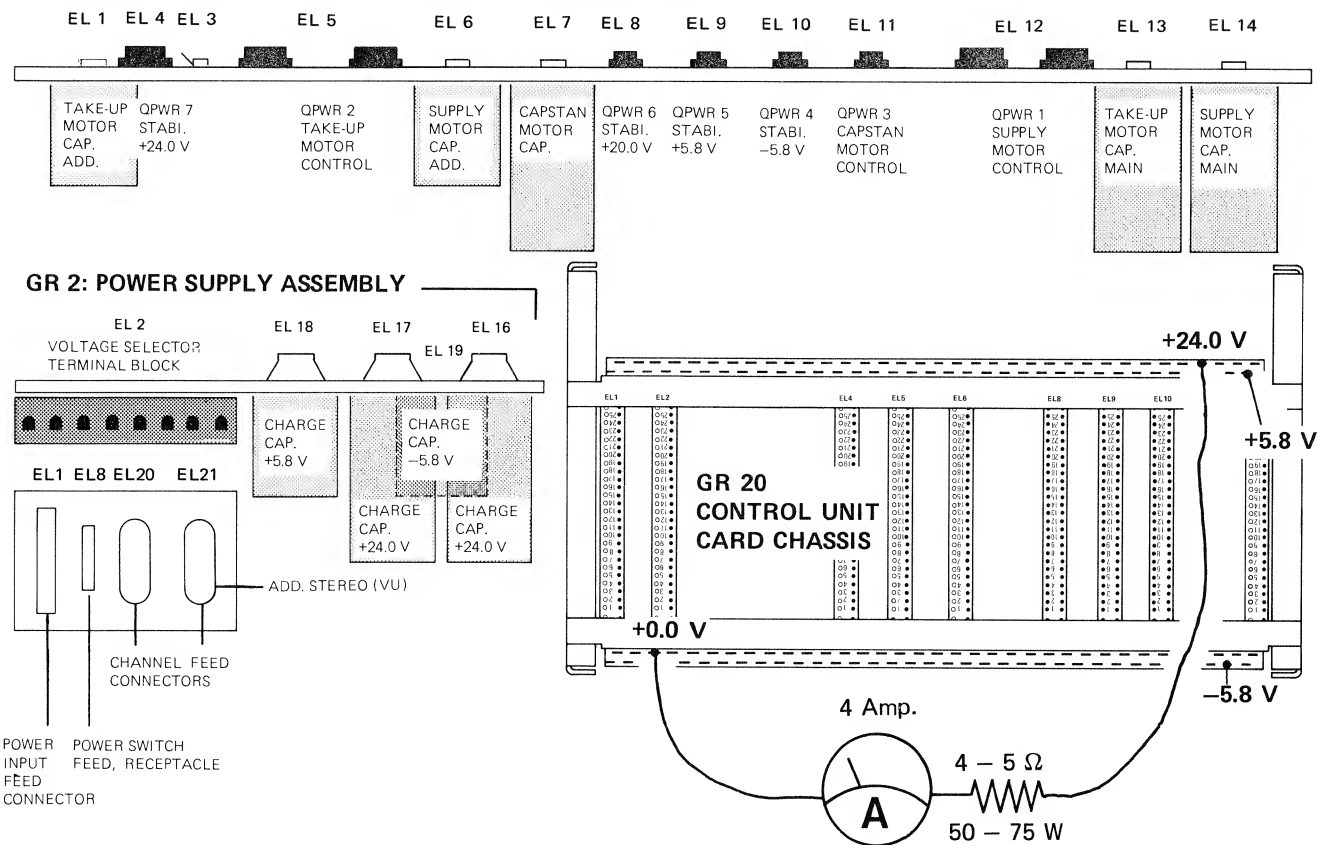 EL 1 EL 4 EL 3 EL 5 EL 6 EL 7 EL 8 EL 9 EL 10 EL 11 EL 12 EL 13 EL 14
TAKE-UP
MOTOR
CAP.
ADD.
QPWR 7
STABI.
+24.0 V
QPWR 2
TAKE-UP
MOTOR
CONTROL
SUPPLY
MOTOR
CAP.
ADD.
CAPSTAN
MOTOR
CAP.
QPWR 6
STABI.
+20.0 V
QPWR 5
STABI.
+5.8 V
QPWR 4
STABI.
−5.8 V
QPWR 3
CAPSTAN
MOTOR
CONTROL
QPWR 1
SUPPLY
MOTOR
CONTROL
TAKE-UP
MOTOR
CAP.
MAIN
SUPPLY
MOTOR
CAP.
MAIN
GR 2: POWER SUPPLY ASSEMBLY
EL 2
VOLTAGE SELECTOR
TERMINAL BLOCK
EL 18
EL 17
EL 19
EL 16
CHARGE
CAP.
+5.8 V
CHARGE
CAP.
−5.8 V
CHARGE
CAP.
+24.0 V
CHARGE
CAP.
+24.0 V
EL1 EL8 EL20 EL21
ADD. STEREO (VU)
CHANNEL FEED
CONNECTORS
POWER
INPUT
FEED
CONNECTOR
POWER SWITCH
FEED, RECEPTACLE
+24.0 V
+5.8 V
EL1 EL2 EL4 EL5 EL6 EL8 EL9 EL10
GR 20
CONTROL UNIT
CARD CHASSIS
+0.0 V
−5.8 V
4 Amp.
A
4 − 5 Ω
50 − 75 W